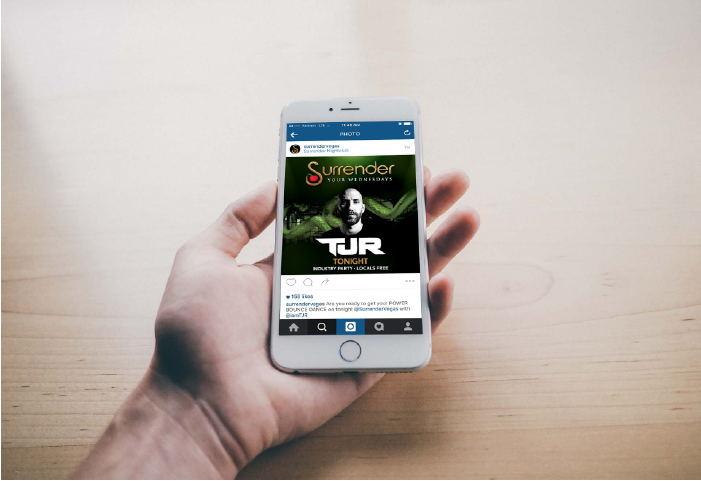 PHOTO
surrendervegas
Surrender Nightclub
Surrender
YOUR WEDNESDAYS
TJR
TONIGHT
INDUSTRY PARTY - LOCALS FREE
158 likes
surrendervegas Are you ready to get your POWER
BOUNCE DANCE on tonight @SurrenderVegas with
@iamTJR